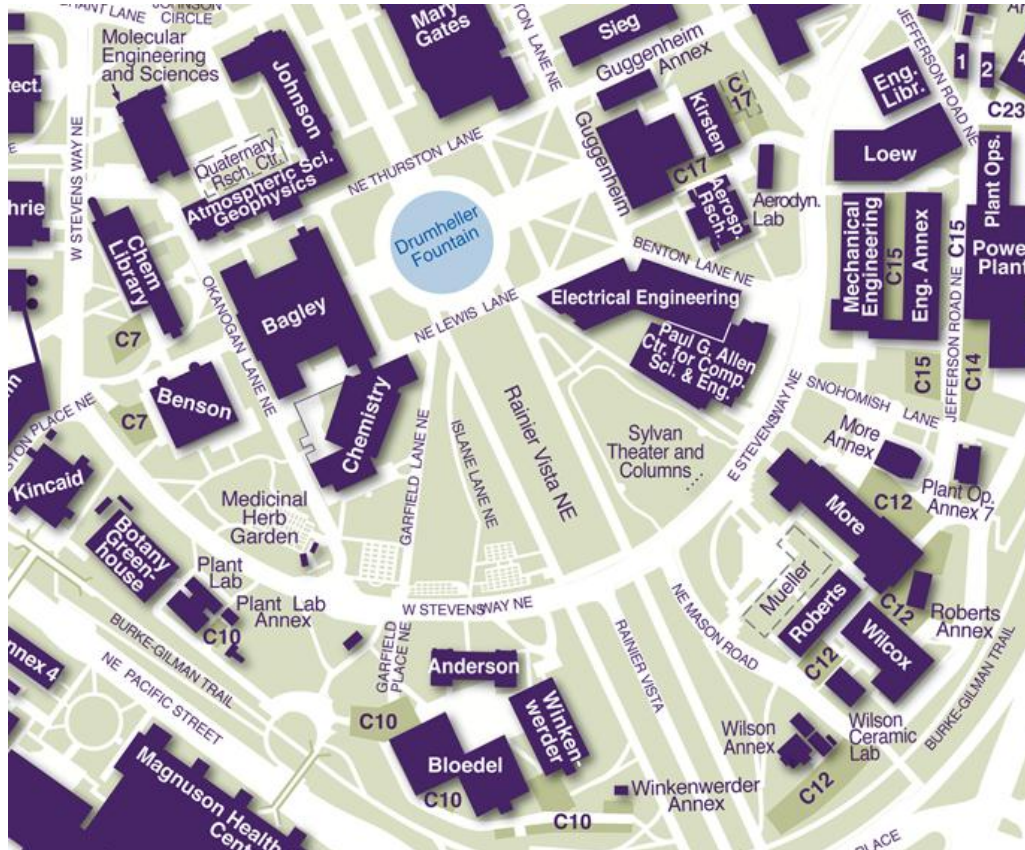 JOHNSON
CIRCLE
Molecular
Engineering
and Sciences
Johnson
Mary
Gates
Sieg
Guggenheim
Annex
Guggenheim
Kirsten
C
17
C17
Aerosp.
Rsch.
Aerodyn.
Lab
Eng.
Libr.
Loew
JEFFERSON ROAD NE
1
2
C23
Plant Ops.
Power
Plant
W STEVENS WAY NE
Quaternary
Rsch. Ctr.
Atmospheric Sci.
Geophysics
NE THURSTON LANE
Drumheller
Fountain
Chem
Library
C7
OKANOGAN LANE NE
Bagley
NE LEWIS LANE
BENTON LANE NE
Electrical Engineering
Paul G. Allen
Ctr. for Comp.
Sci. & Eng.
Mechanical
Engineering
C15
Eng. Annex
C15
JEFFERSON ROAD NE
C15
C14
C7
Benson
Chemistry
GARFIELD LANE NE
ISLAND LANE NE
Rainier Vista NE
Sylvan
Theater and
Columns
E STEVENS WAY NE
SNOHOMISH LANE
More
Annex
C12
Plant Op.
Annex 7
More
Kincaid
Botany
Green-
house
Medicinal
Herb
Garden
Plant
Lab
Plant Lab
Annex
C10
W STEVENS WAY NE
Mueller
Roberts
Wilcox
C12
Roberts
Annex
C12
NE MASON ROAD
RAINIER VISTA
BURKE-GILMAN TRAIL
NE PACIFIC STREET
GARFIELD
PLACE NE
Anderson
Winken-
werder
C10
Bloedel
C10
C10
Winkenwerder
Annex
Wilson
Annex
Wilson
Ceramic
Lab
C12
BURKE-GILMAN TRAIL
Magnuson Health
PLACE